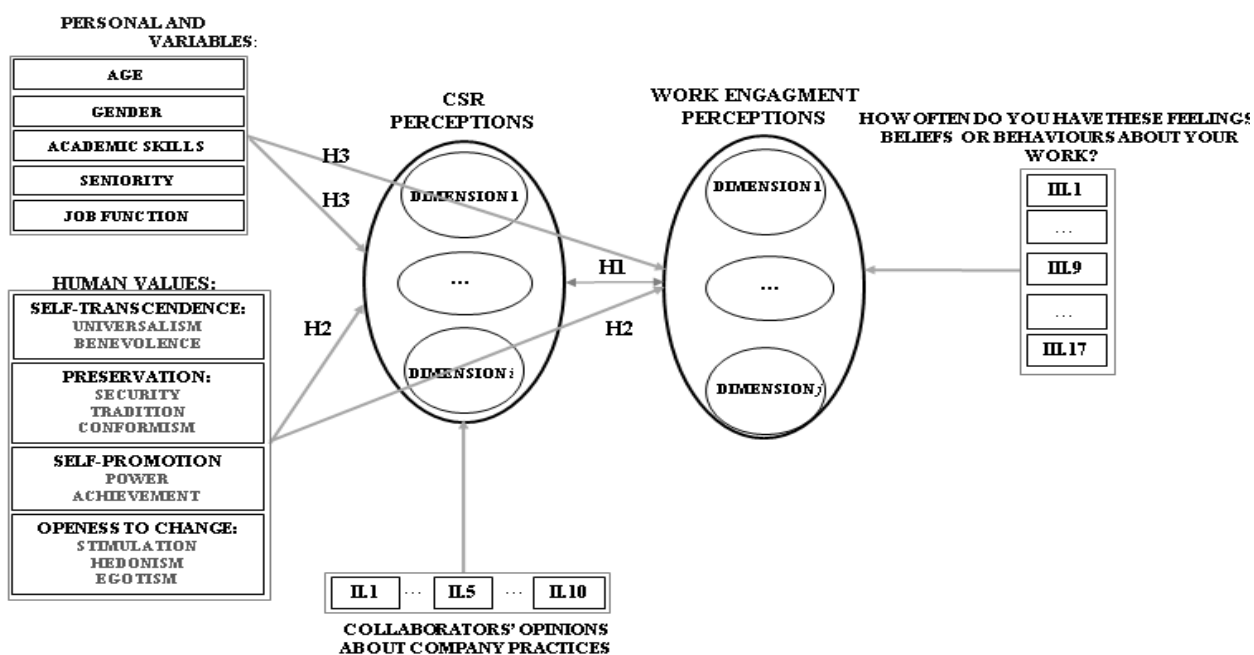 PERSONAL AND
VARIABLES:
AGE
GENDER
ACADEMIC SKILLS
SENIORITY
JOB FUNCTION
HUMAN VALUES:
SELF-TRANSCENDENCE:
UNIVERSALISM
BENEVOLENCE
PRESERVATION:
SECURITY
TRADITION
CONFORMISM
SELF-PROMOTION
POWER
ACHIEVEMENT
OPENESS TO CHANGE:
STIMULATION
HEDONISM
EGOTISM
H3
H3
H2
CSR
PERCEPTIONS
DIMENSION 1
...
DIMENSION i
H1
H2
WORK ENGAGMENT
PERCEPTIONS
DIMENSION 1
...
DIMENSION j
HOW OFTEN DO YOU HAVE THESE FEELINGS
BELIEFS OR BEHAVIOURS ABOUT YOUR
WORK?
III.1
...
III.9
...
III.17
II.1 ... II.5 ... II.10
COLLABORATORS' OPINIONS
ABOUT COMPANY PRACTICES